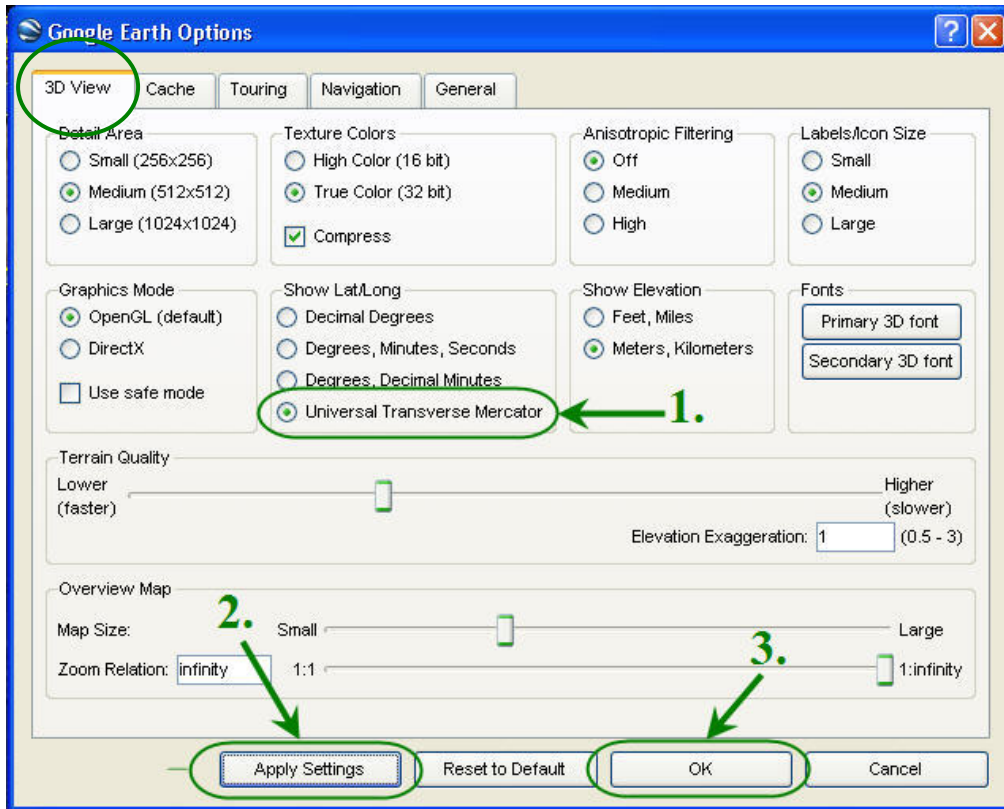 Google Earth Options
3D View Cache Touring Navigation General
Detail Area Texture Colors Anisotropic Filtering Labels/Icon Size
Small (256x256) High Color (16 bit) Off Small
Medium (512x512) True Color (32 bit) Medium Medium
Large (1024x1024) Compress High Large
Graphics Mode Show Lat/Long Show Elevation Fonts
OpenGL (default) Decimal Degrees Feet, Miles Primary 3D font
DirectX Degrees, Minutes, Seconds Meters, Kilometers Secondary 3D font
Use safe mode Degrees, Decimal Minutes
Universal Transverse Mercator 1.
Terrain Quality
Lower Higher
(faster) (slower)
Elevation Exaggeration: 1 (0.5 - 3)
Overview Map
2.
Map Size: Small Large
3.
Zoom Relation: infinity 1:1 1:infinity
Apply Settings Reset to Default OK Cancel